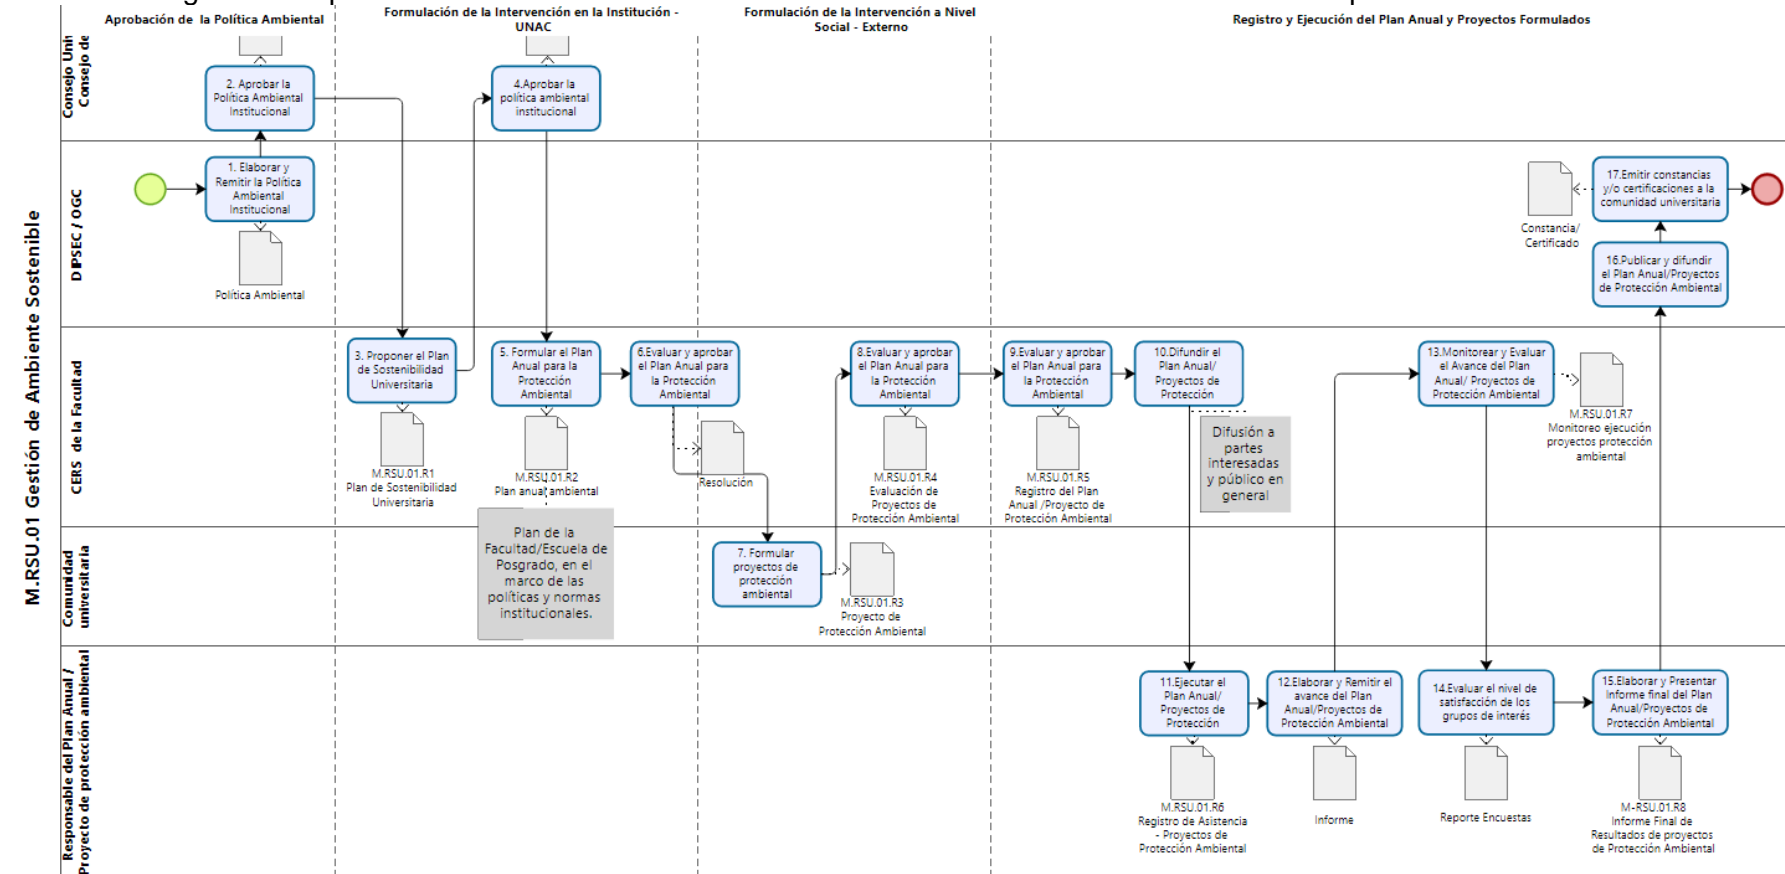 Aprobación de  la Política Ambiental
Formulación de la Intervención en la Institución -
UNAC
Formulación de la Intervención a Nivel
Social - Externo
Registro y Ejecución del Plan Anual y Proyectos Formulados
M.RSU.01 Gestión de Ambiente Sostenible
Consejo de
2. Aprobar la
Política Ambiental
Institucional
4.Aprobar la
política ambiental
institucional
DIPSEC / OGC
1. Elaborar y
Remitir la Política
Ambiental
Institucional
Política Ambiental
17.Emitir constancias
y/o certificaciones a la
comunidad universitaria
Constancia/
Certificado
16.Publicar y difundir
el Plan Anual/Proyectos
de Protección Ambiental
CERS  de la Facultad
3. Proponer el Plan
de Sostenibilidad
Universitaria
M.RSU.01.R1
Plan de Sostenibilidad
Universitaria
5. Formular el Plan
Anual para la
Protección
Ambiental
M.RSU.01.R2
Plan anual ambiental
6.Evaluar y aprobar
el Plan Anual para
la Protección
Ambiental
Resolución
8.Evaluar y aprobar
el Plan Anual para
la Protección
Ambiental
M.RSU.01.R4
Evaluación de
Proyectos de
Protección Ambiental
9.Evaluar y aprobar
el Plan Anual para
la Protección
Ambiental
M.RSU.01.R5
Registro del Plan
Anual /Proyecto de
Protección Ambiental
10.Difundir el
Plan Anual/
Proyectos de
Protección
Difusión a
partes
interesadas
y público en
general
13.Monitorear y Evaluar
el Avance del Plan
Anual/ Proyectos de
Protección Ambiental
M.RSU.01.R7
Monitoreo ejecución
proyectos protección
ambiental
Comunidad
universitaria
Plan de la
Facultad/Escuela de
Posgrado, en el
marco de las
políticas y normas
institucionales.
7. Formular
proyectos de
protección
ambiental
M.RSU.01.R3
Proyecto de
Protección Ambiental
Responsable del Plan Anual /
Proyecto de protección ambiental
11.Ejecutar el
Plan Anual/
Proyectos de
Protección
M.RSU.01.R6
Registro de Asistencia
- Proyectos de
Protección Ambiental
12.Elaborar y Remitir el
avance del Plan
Anual/Proyectos de
Protección Ambiental
Informe
14.Evaluar el nivel de
satisfacción de los
grupos de interés
Reporte Encuestas
15.Elaborar y Presentar
Informe final del Plan
Anual/Proyectos de
Protección Ambiental
M-RSU.01.R8
Informe Final de
Resultados de proyectos
de Protección Ambiental